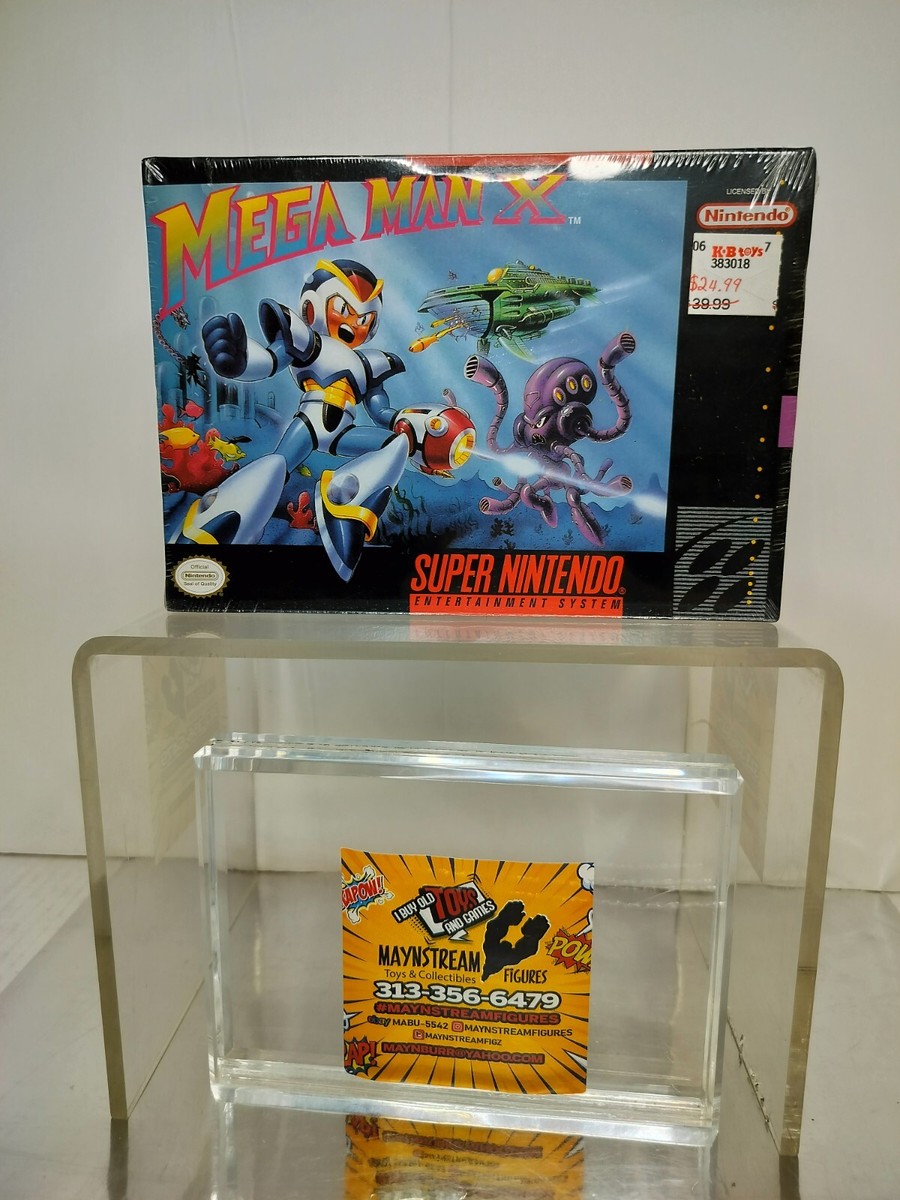 MEGA MAN X™
LICENSED BY
Nintendo®
06 K·B toys 7
383018
$24.99
39.99
Official
Nintendo
Seal of Quality
SUPER NINTENDO®
ENTERTAINMENT SYSTEM
KAPOW!
I BUY OLD TOYS
AND GAMES
POW
MAYNSTREAM FIGURES
Toys & Collectibles
313-356-6479
#MAYNSTREAMFIGURES
ebay MABU-5542 MAYNSTREAMFIGURES
MAYNSTREAMFIGZ
MAYNBURR@YAHOO.COM